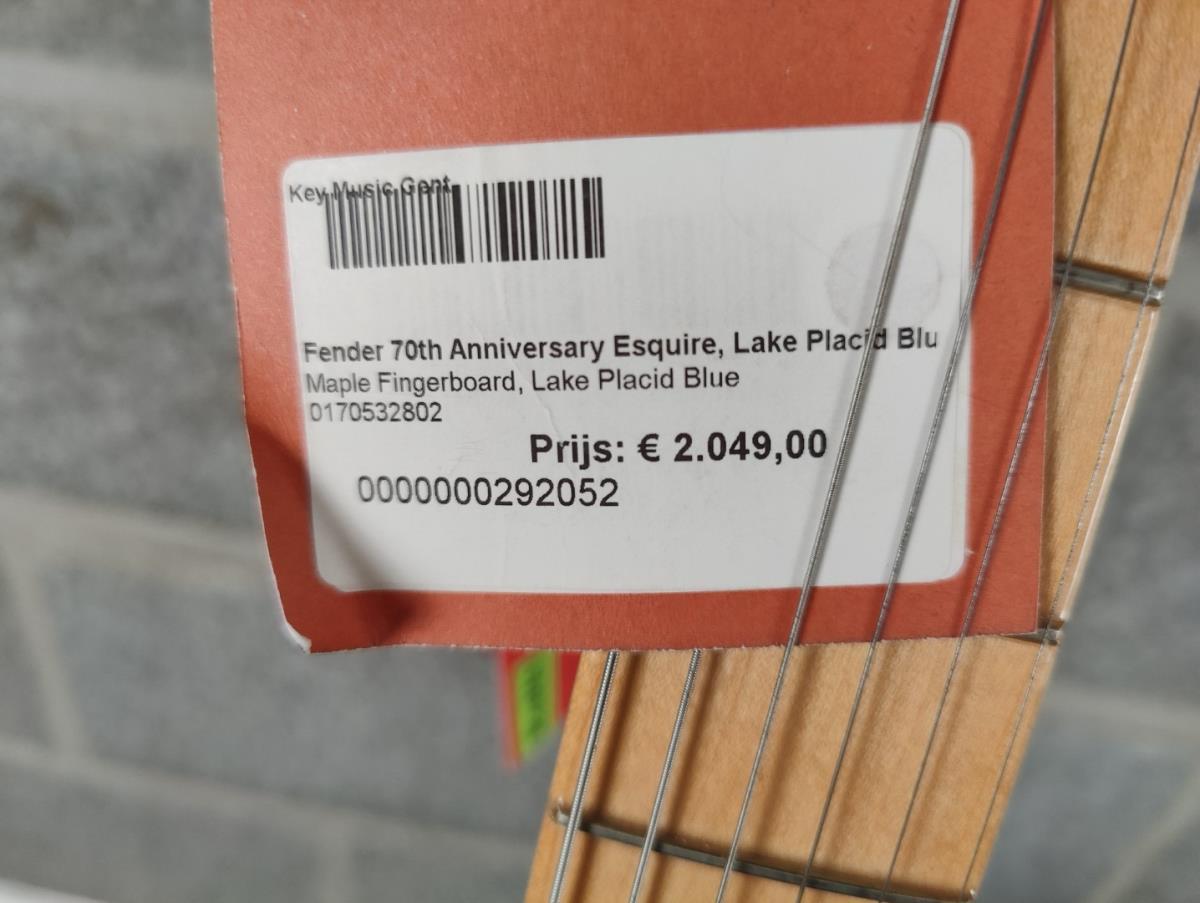 Key Music Gent
Fender 70th Anniversary Esquire, Lake Placid Blu
Maple Fingerboard, Lake Placid Blue
0170532802
Prijs: € 2.049,00
0000000292052